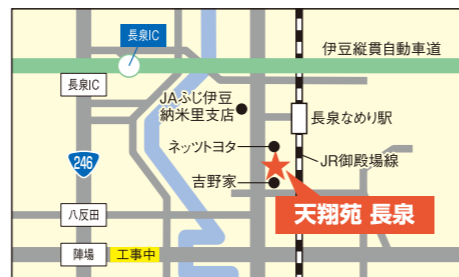 長泉IC
伊豆縦貫自動車道
長泉IC
JAふじ伊豆
納米里支店
長泉なめり駅
ネッツトヨタ
JR御殿場線
246
吉野家
天翔苑 長泉
八反田
陣場
工事中